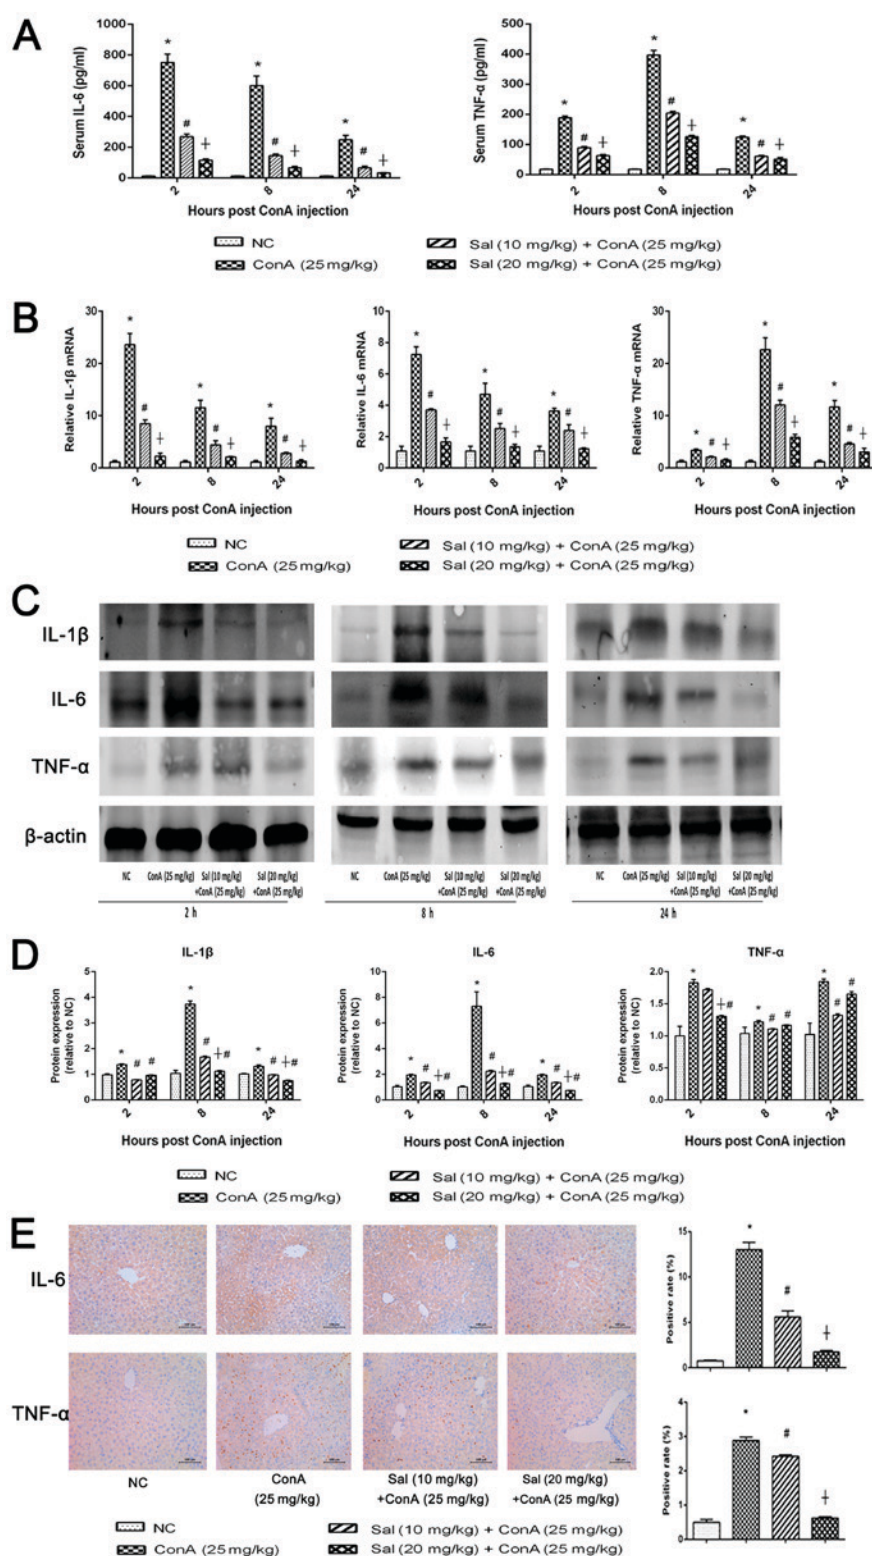 A
Serum IL-6 (pg/ml)
1000
800
600
400
200
0
* # ┼ * # ┼ * # ┼
2 8 24
Hours post ConA injection
Serum TNF-α (pg/ml)
500
400
300
200
100
0
* # ┼ * # ┼ * # ┼
2 8 24
Hours post ConA injection
NC
ConA (25 mg/kg)
Sal (10 mg/kg) + ConA (25 mg/kg)
Sal (20 mg/kg) + ConA (25 mg/kg)
B
Relative IL-1β mRNA
30
20
10
0
* # ┼ * # ┼ * # ┼
2 8 24
Hours post ConA injection
Relative IL-6 mRNA
10
8
6
4
2
0
* # ┼ * # ┼ * # ┼
2 8 24
Hours post ConA injection
Relative TNF-α mRNA
30
20
10
0
* # ┼ * # ┼ * # ┼
2 8 24
Hours post ConA injection
NC
ConA (25 mg/kg)
Sal (10 mg/kg) + ConA (25 mg/kg)
Sal (20 mg/kg) + ConA (25 mg/kg)
C
IL-1β
IL-6
TNF-α
β-actin
NC ConA (25 mg/kg) Sal (10 mg/kg) Sal (20 mg/kg)
+ConA (25 mg/kg) +ConA (25 mg/kg)
2 h
NC ConA (25 mg/kg) Sal (10 mg/kg) Sal (20 mg/kg)
+ConA (25 mg/kg) +ConA (25 mg/kg)
8 h
NC ConA (25 mg/kg) Sal (10 mg/kg) Sal (20 mg/kg)
+ConA (25 mg/kg) +ConA (25 mg/kg)
24 h
D
IL-1β
Protein expression
(relative to NC)
5
4
3
2
1
0
* # # * # ┼# * # ┼#
2 8 24
Hours post ConA injection
IL-6
Protein expression
(relative to NC)
10
8
6
4
2
0
* # ┼# * # ┼# * # ┼#
2 8 24
Hours post ConA injection
TNF-α
Protein expression
(relative to NC)
2.0
1.5
1.0
0.5
0.0
* ┼# * # # * # #
2 8 24
Hours post ConA injection
NC
ConA (25 mg/kg)
Sal (10 mg/kg) + ConA (25 mg/kg)
Sal (20 mg/kg) + ConA (25 mg/kg)
E
IL-6
TNF-α
NC
ConA
(25 mg/kg)
Sal (10 mg/kg)
+ConA (25 mg/kg)
Sal (20 mg/kg)
+ConA (25 mg/kg)
Positive rate (%)
15
10
5
0
* # ┼
Positive rate (%)
4
3
2
1
0
* # ┼
NC
ConA (25 mg/kg)
Sal (10 mg/kg) + ConA (25 mg/kg)
Sal (20 mg/kg) + ConA (25 mg/kg)